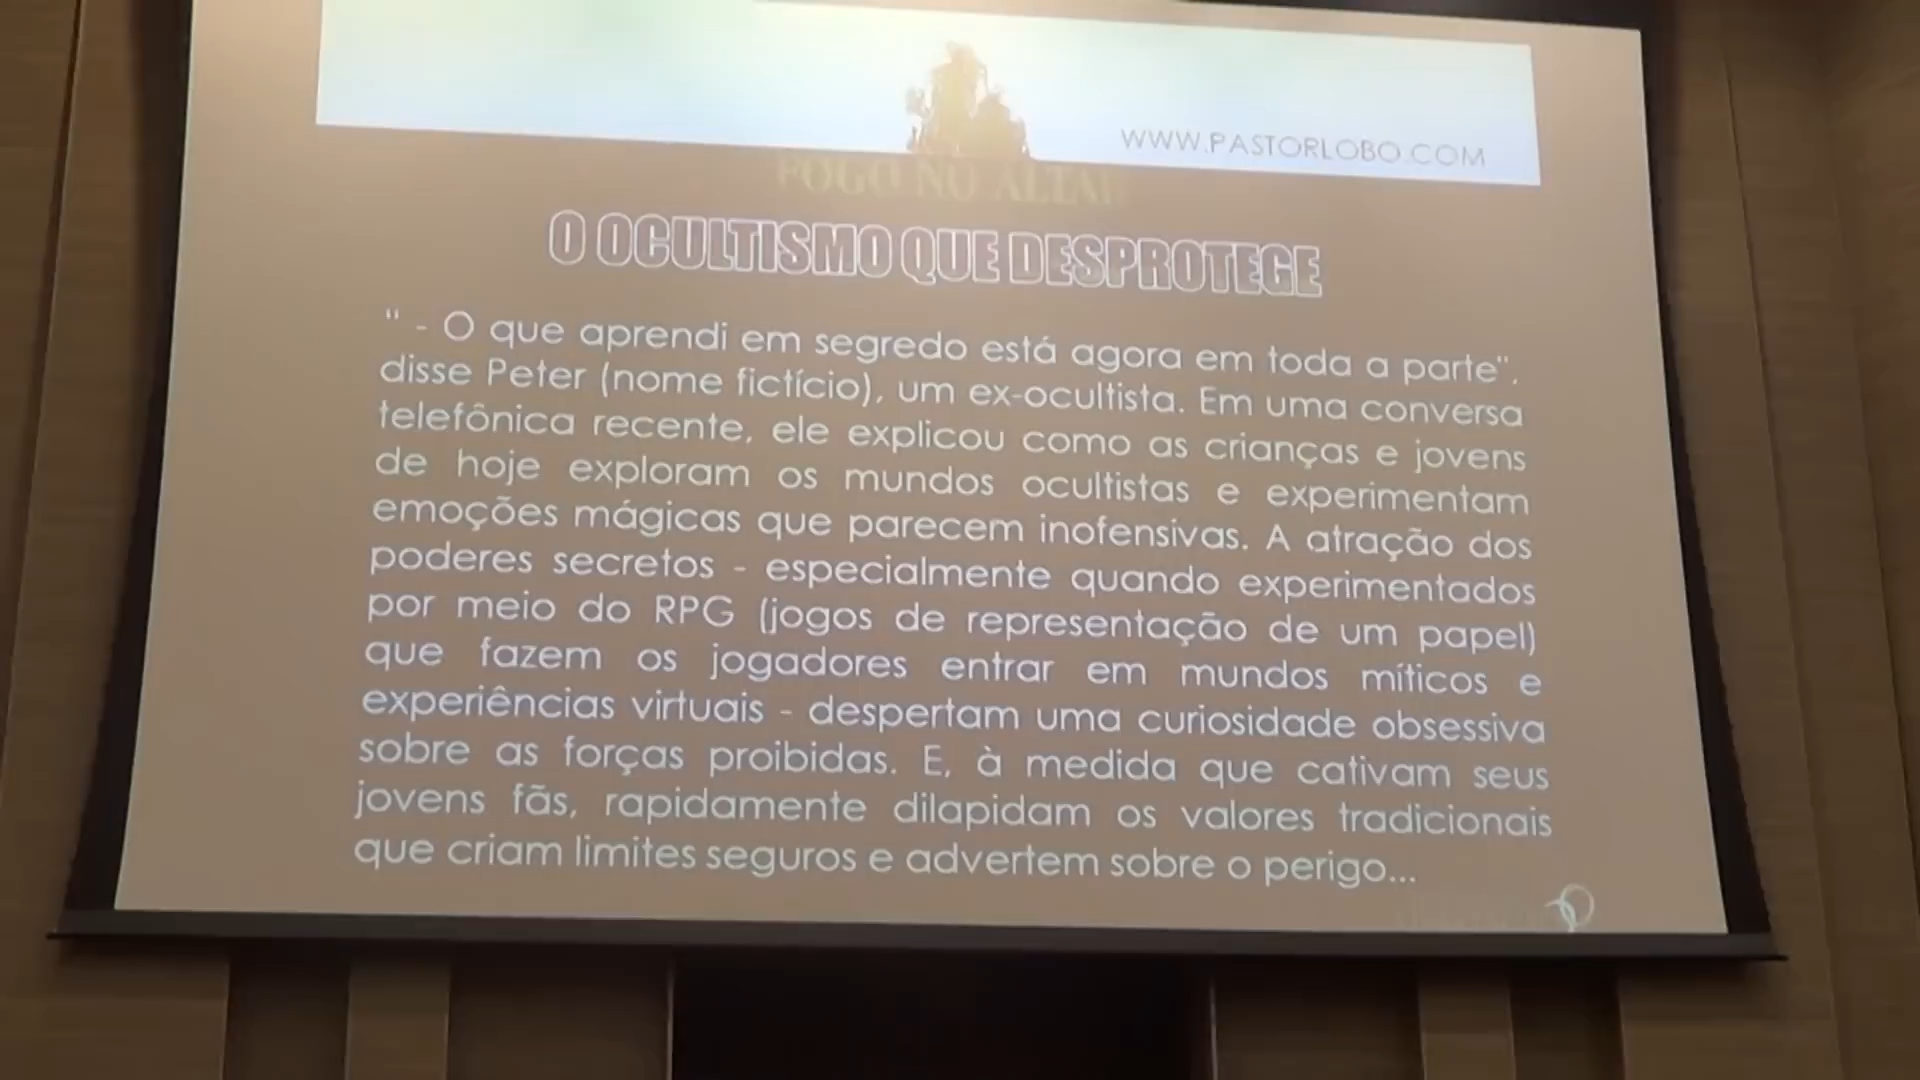 WWW.PASTORLOBO.COM
FOGO NO ALTAR
O OCULTISMO QUE DESPROTEGE
" - O que aprendi em segredo está agora em toda a parte",
disse Peter (nome fictício), um ex-ocultista. Em uma conversa
telefônica recente, ele explicou como as crianças e jovens
de hoje exploram os mundos ocultistas e experimentam
emoções mágicas que parecem inofensivas. A atração dos
poderes secretos - especialmente quando experimentados
por meio do RPG (jogos de representação de um papel)
que fazem os jogadores entrar em mundos míticos e
experiências virtuais - despertam uma curiosidade obsessiva
sobre as forças proibidas. E, à medida que cativam seus
jovens fãs, rapidamente dilapidam os valores tradicionais
que criam limites seguros e advertem sobre o perigo...